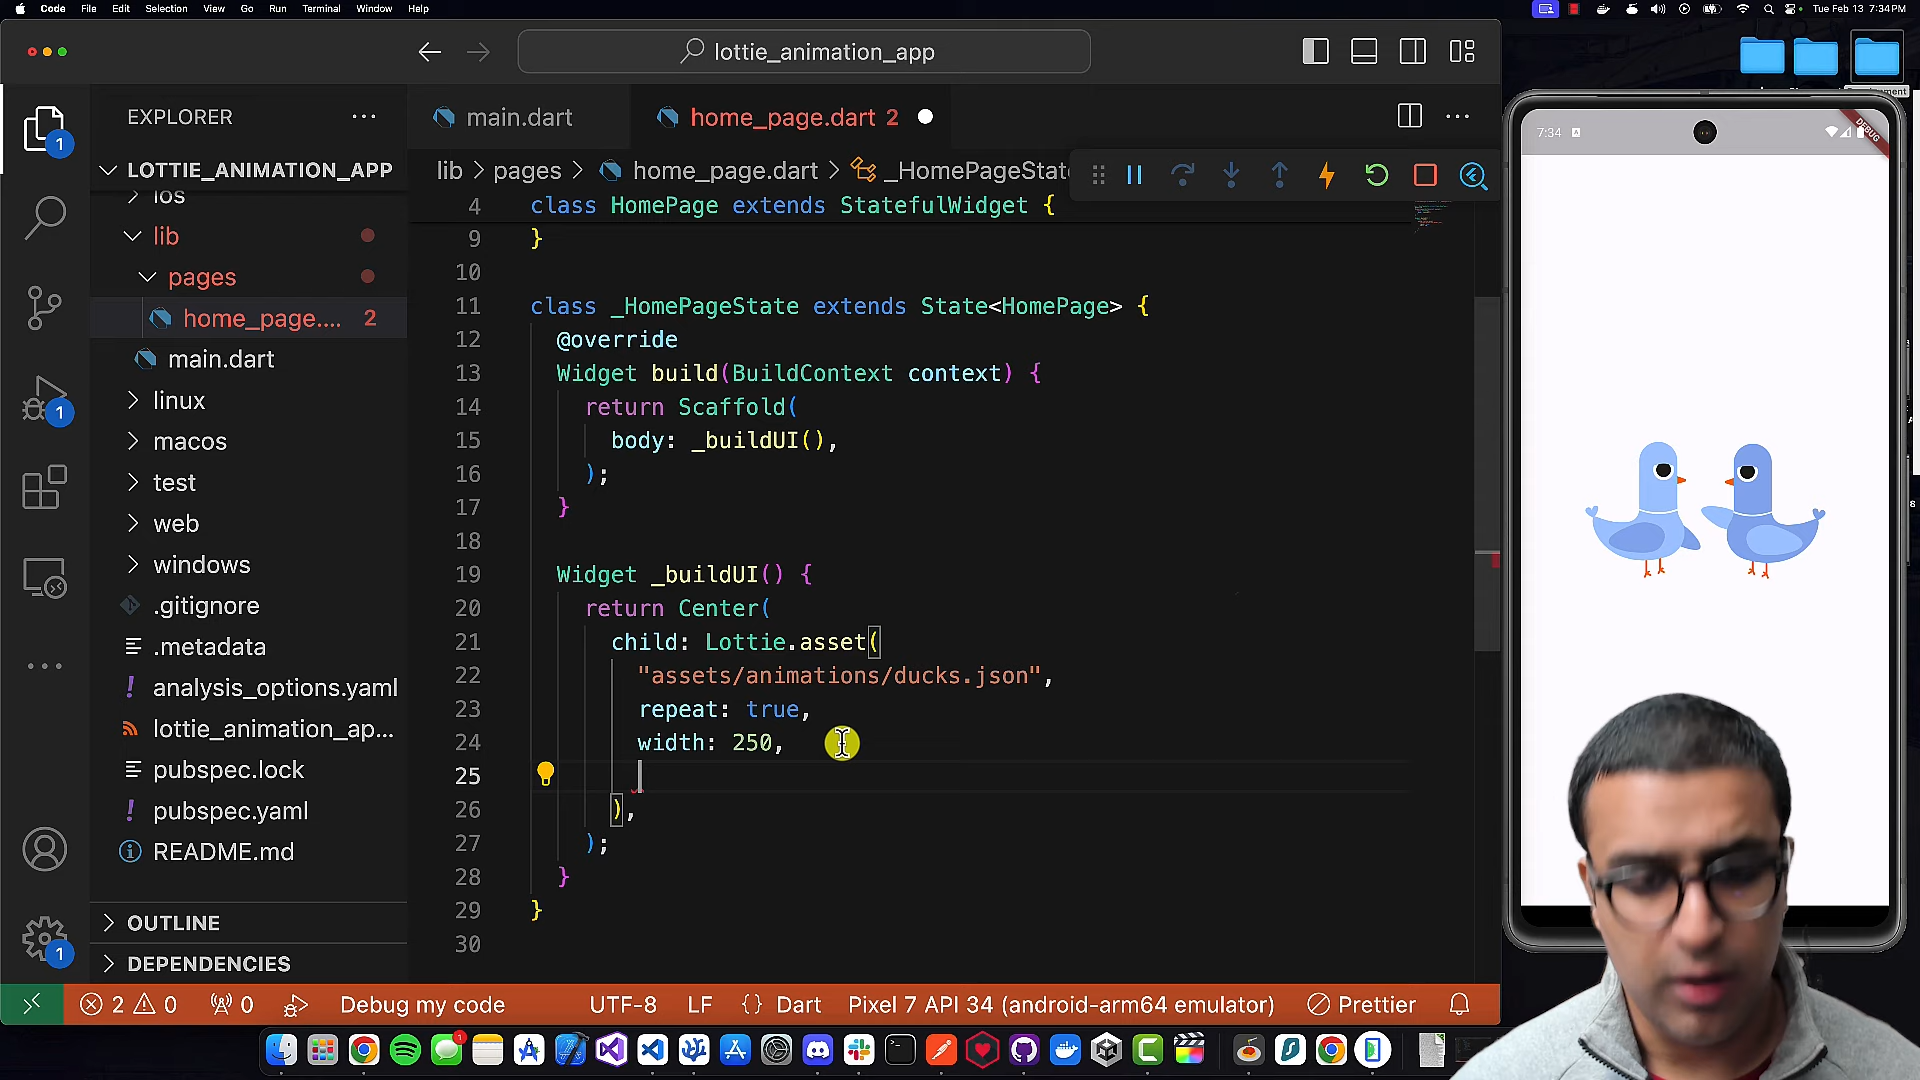 Code File Edit Selection View Go Run Terminal Window Help
Tue Feb 13 7:34PM
lottie_animation_app
EXPLORER
LOTTIE_ANIMATION_APP
ios
lib
pages
home_page.... 2
main.dart
linux
macos
test
web
windows
.gitignore
.metadata
analysis_options.yaml
lottie_animation_ap...
pubspec.lock
pubspec.yaml
README.md
OUTLINE
DEPENDENCIES
1
1
1
main.dart
home_page.dart 2
lib > pages > home_page.dart > _HomePageState
4 class HomePage extends StatefulWidget {
9 }
10
11 class _HomePageState extends State<HomePage> {
12 @override
13 Widget build(BuildContext context) {
14 return Scaffold(
15 body: _buildUI(),
16 );
17 }
18
19 Widget _buildUI() {
20 return Center(
21 child: Lottie.asset(
22 "assets/animations/ducks.json",
23 repeat: true,
24 width: 250,
25
26 ),
27 );
28 }
29 }
30
7:34
DEBUG
2 0 0 Debug my code UTF-8 LF {} Dart Pixel 7 API 34 (android-arm64 emulator) Prettier
1